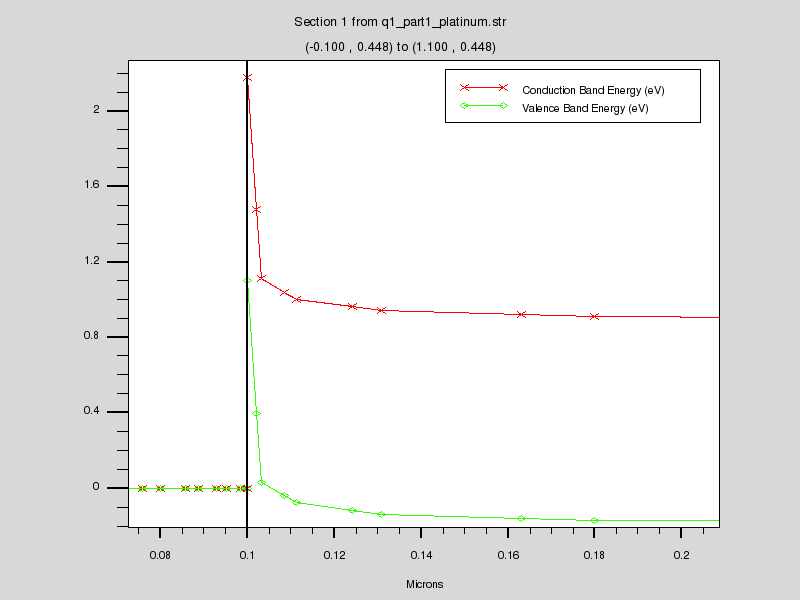 Section 1 from q1_part1_platinum.str
(-0.100 , 0.448) to (1.100 , 0.448)
Conduction Band Energy (eV)
Valence Band Energy (eV)
2
1.6
1.2
0.8
0.4
0
0.08 0.1 0.12 0.14 0.16 0.18 0.2
Microns